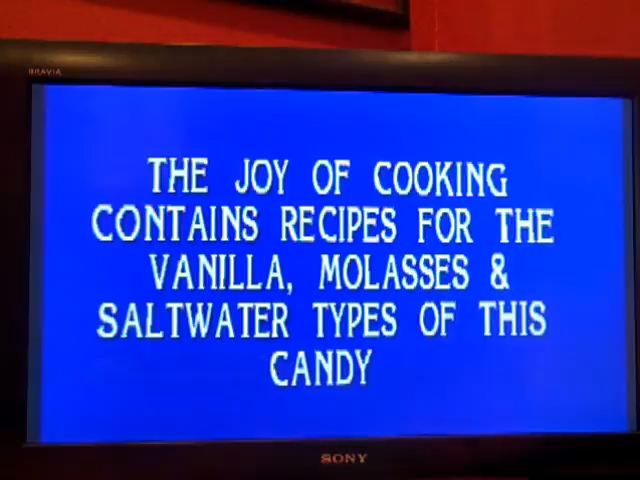 BRAVIA
THE JOY OF COOKING
CONTAINS RECIPES FOR THE
VANILLA, MOLASSES &
SALTWATER TYPES OF THIS
CANDY
SONY